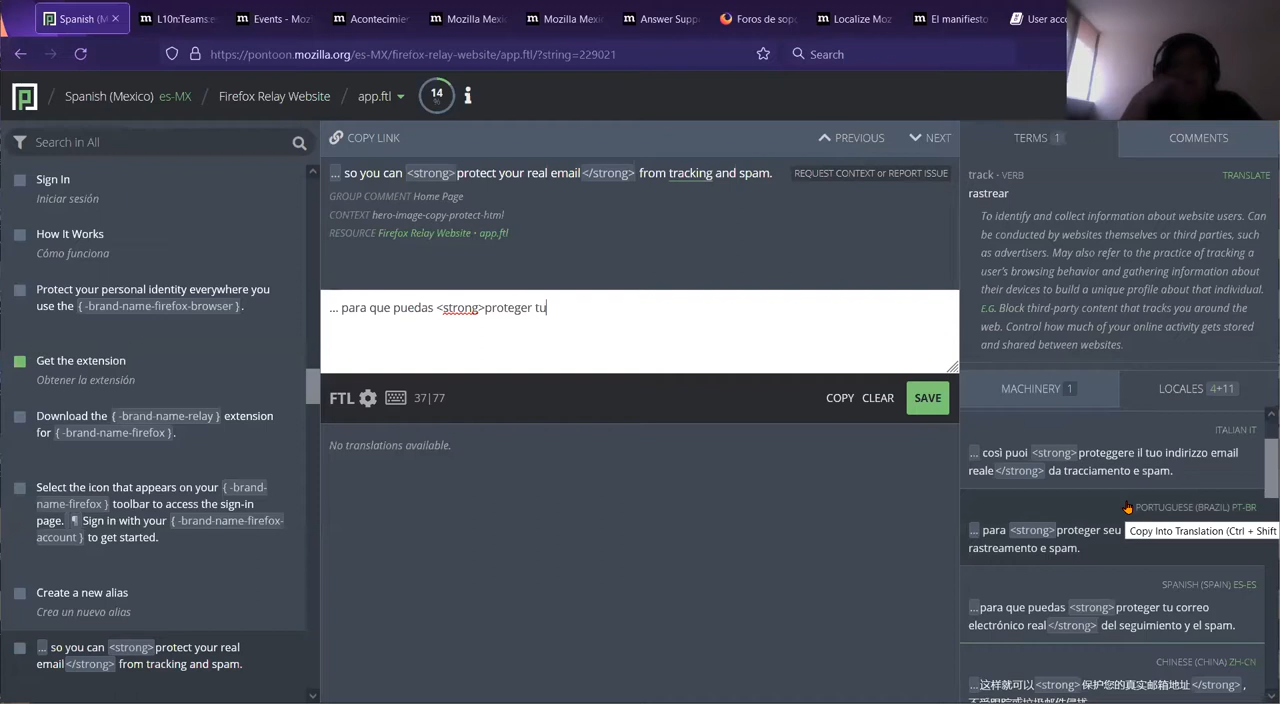 Spanish (M
L10n:Teams:e
Events - Moz
Acontecimie
Mozilla Mexi
Mozilla Mexi
Answer Supp
Foros de sopo
Localize Moz
El manifiesto
User acco
https://pontoon.mozilla.org/es-MX/firefox-relay-website/app.ftl/?string=229021
Search
/ Spanish (Mexico) es-MX / Firefox Relay Website / app.ftl
14
%
Search in All
Sign In
Iniciar sesión
How It Works
Cómo funciona
Protect your personal identity everywhere you
use the { -brand-name-firefox-browser }.
Get the extension
Obtener la extensión
Download the { -brand-name-relay } extension
for { -brand-name-firefox }.
Select the icon that appears on your { -brand-
name-firefox } toolbar to access the sign-in
page. ¶ Sign in with your { -brand-name-firefox-
account } to get started.
Create a new alias
Crea un nuevo alias
… so you can <strong>protect your real
email</strong> from tracking and spam.
COPY LINK
PREVIOUS
NEXT
… so you can <strong>protect your real email</strong> from tracking and spam.
REQUEST CONTEXT or REPORT ISSUE
GROUP COMMENT Home Page
CONTEXT hero-image-copy-protect-html
RESOURCE Firefox Relay Website • app.ftl
… para que puedas <strong>proteger tu
FTL
37|77
COPY
CLEAR
SAVE
No translations available.
TERMS 1
COMMENTS
track • VERB
TRANSLATE
rastrear
To identify and collect information about website users. Can
be conducted by websites themselves or third parties, such
as advertisers. May also refer to the practice of tracking a
user's browsing behavior and gathering information about
their devices to build a unique profile about that individual.
E.G. Block third-party content that tracks you around the
web. Control how much of your online activity gets stored
and shared between websites.
MACHINERY 1
LOCALES 4+11
ITALIAN IT
… così puoi <strong>proteggere il tuo indirizzo email
reale</strong> da tracciamento e spam.
PORTUGUESE (BRAZIL) PT-BR
… para <strong>proteger seu
Copy Into Translation (Ctrl + Shift
rastreamento e spam.
SPANISH (SPAIN) ES-ES
…para que puedas <strong>proteger tu correo
electrónico real</strong> del seguimiento y el spam.
CHINESE (CHINA) ZH-CN
…这样就可以<strong>保护您的真实邮箱地址</strong>，